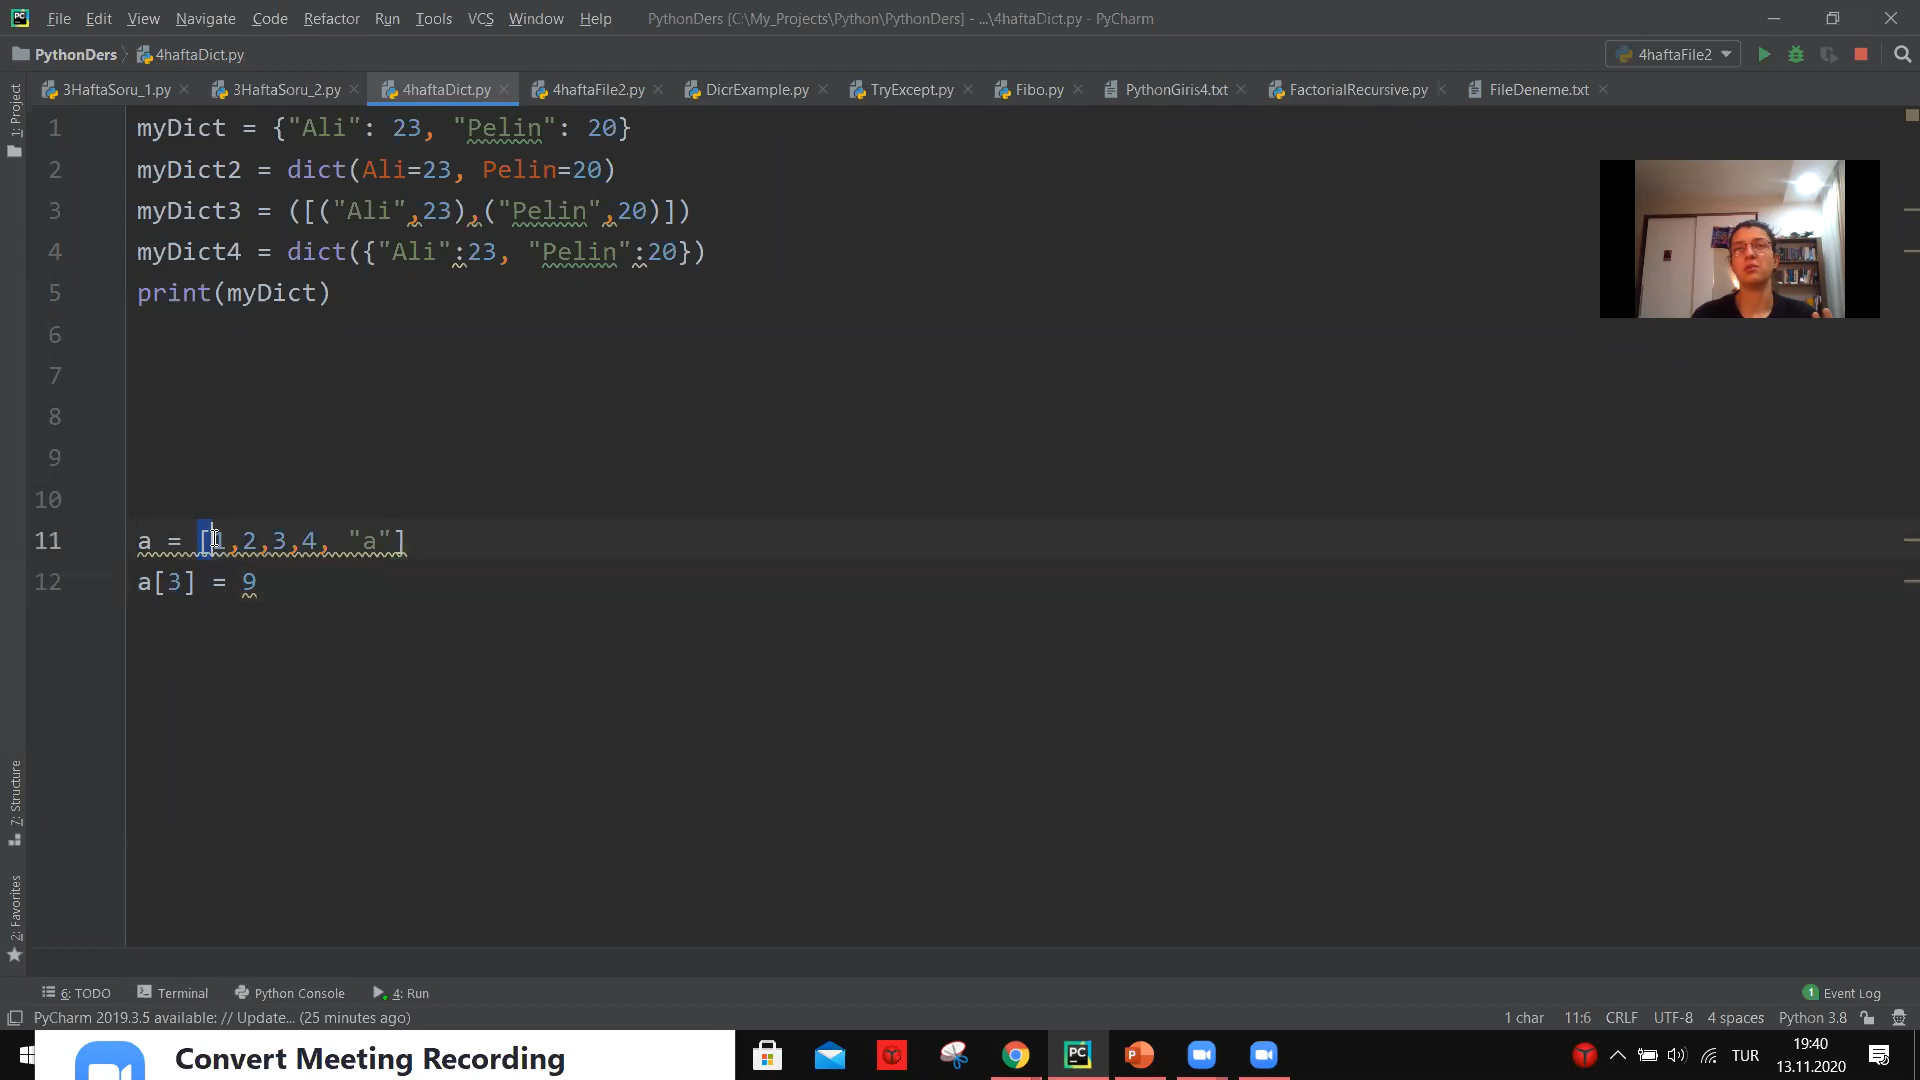 PC File Edit View Navigate Code Refactor Run Tools VCS Window Help PythonDers [C:\My_Projects\Python\PythonDers] - ...\4haftaDict.py - PyCharm
PythonDers 4haftaDict.py 4haftaFile2
3HaftaSoru_1.py 3HaftaSoru_2.py 4haftaDict.py 4haftaFile2.py DicrExample.py TryExcept.py Fibo.py PythonGiris4.txt FactorialRecursive.py FileDeneme.txt
1: Project
1 myDict = {"Ali": 23, "Pelin": 20}
2 myDict2 = dict(Ali=23, Pelin=20)
3 myDict3 = ([("Ali",23),("Pelin",20)])
4 myDict4 = dict({"Ali":23, "Pelin":20})
5 print(myDict)
6
7
8
9
10
11 a = [1,2,3,4, "a"]
12 a[3] = 9
7: Structure
2: Favorites
6: TODO Terminal Python Console 4: Run 1 Event Log
PyCharm 2019.3.5 available: // Update... (25 minutes ago) 1 char 11:6 CRLF UTF-8 4 spaces Python 3.8
Convert Meeting Recording
PC P TUR 19:40
13.11.2020